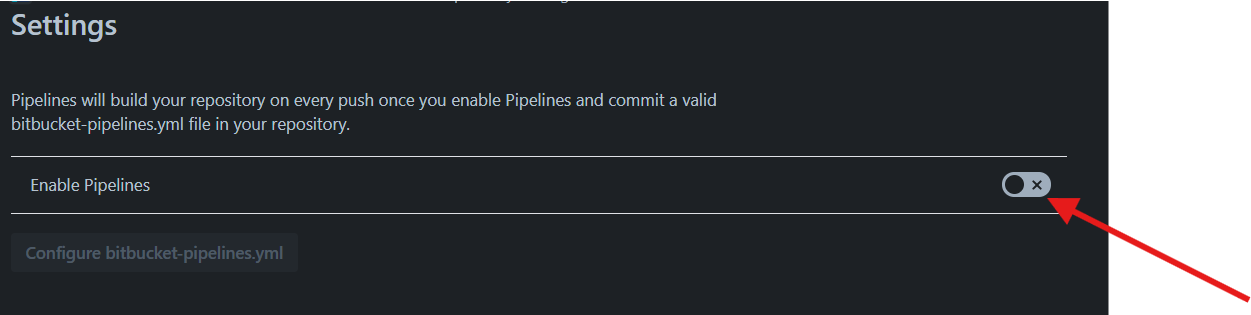 Settings
Pipelines will build your repository on every push once you enable Pipelines and commit a valid
bitbucket-pipelines.yml file in your repository.
Enable Pipelines
Configure bitbucket-pipelines.yml